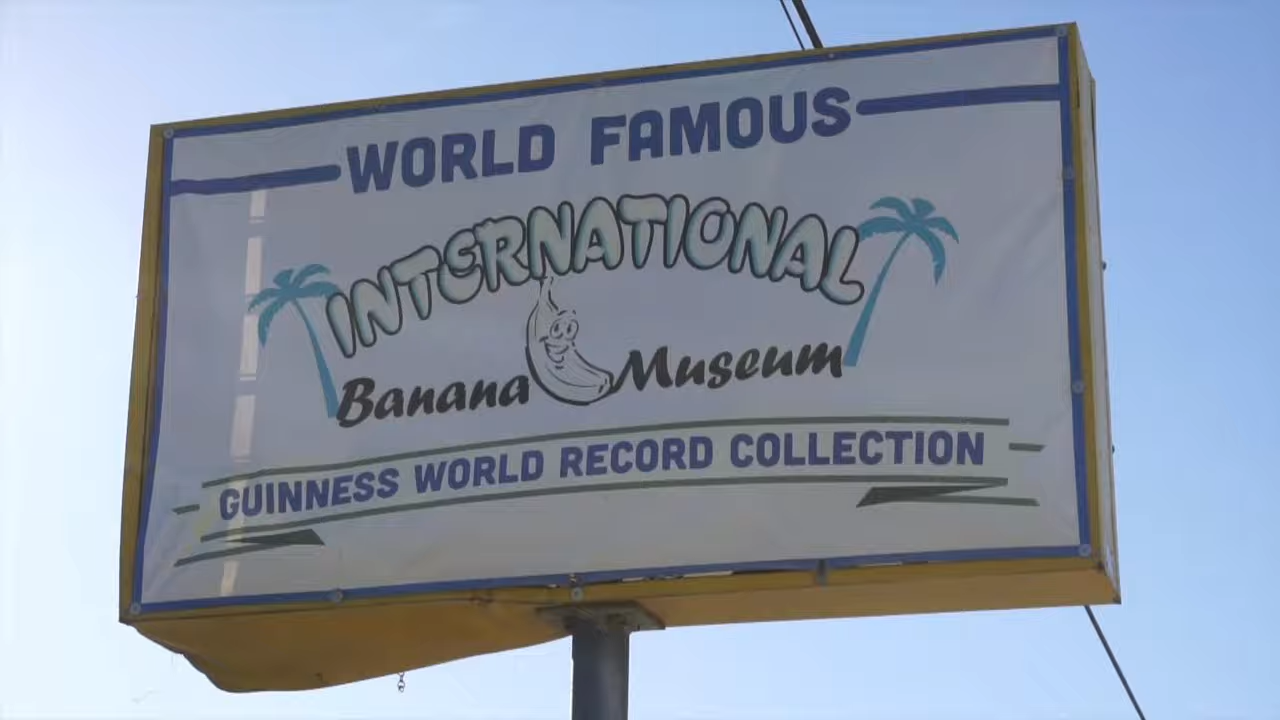 WORLD FAMOUS
INTERNATIONAL
Banana Museum
GUINNESS WORLD RECORD COLLECTION